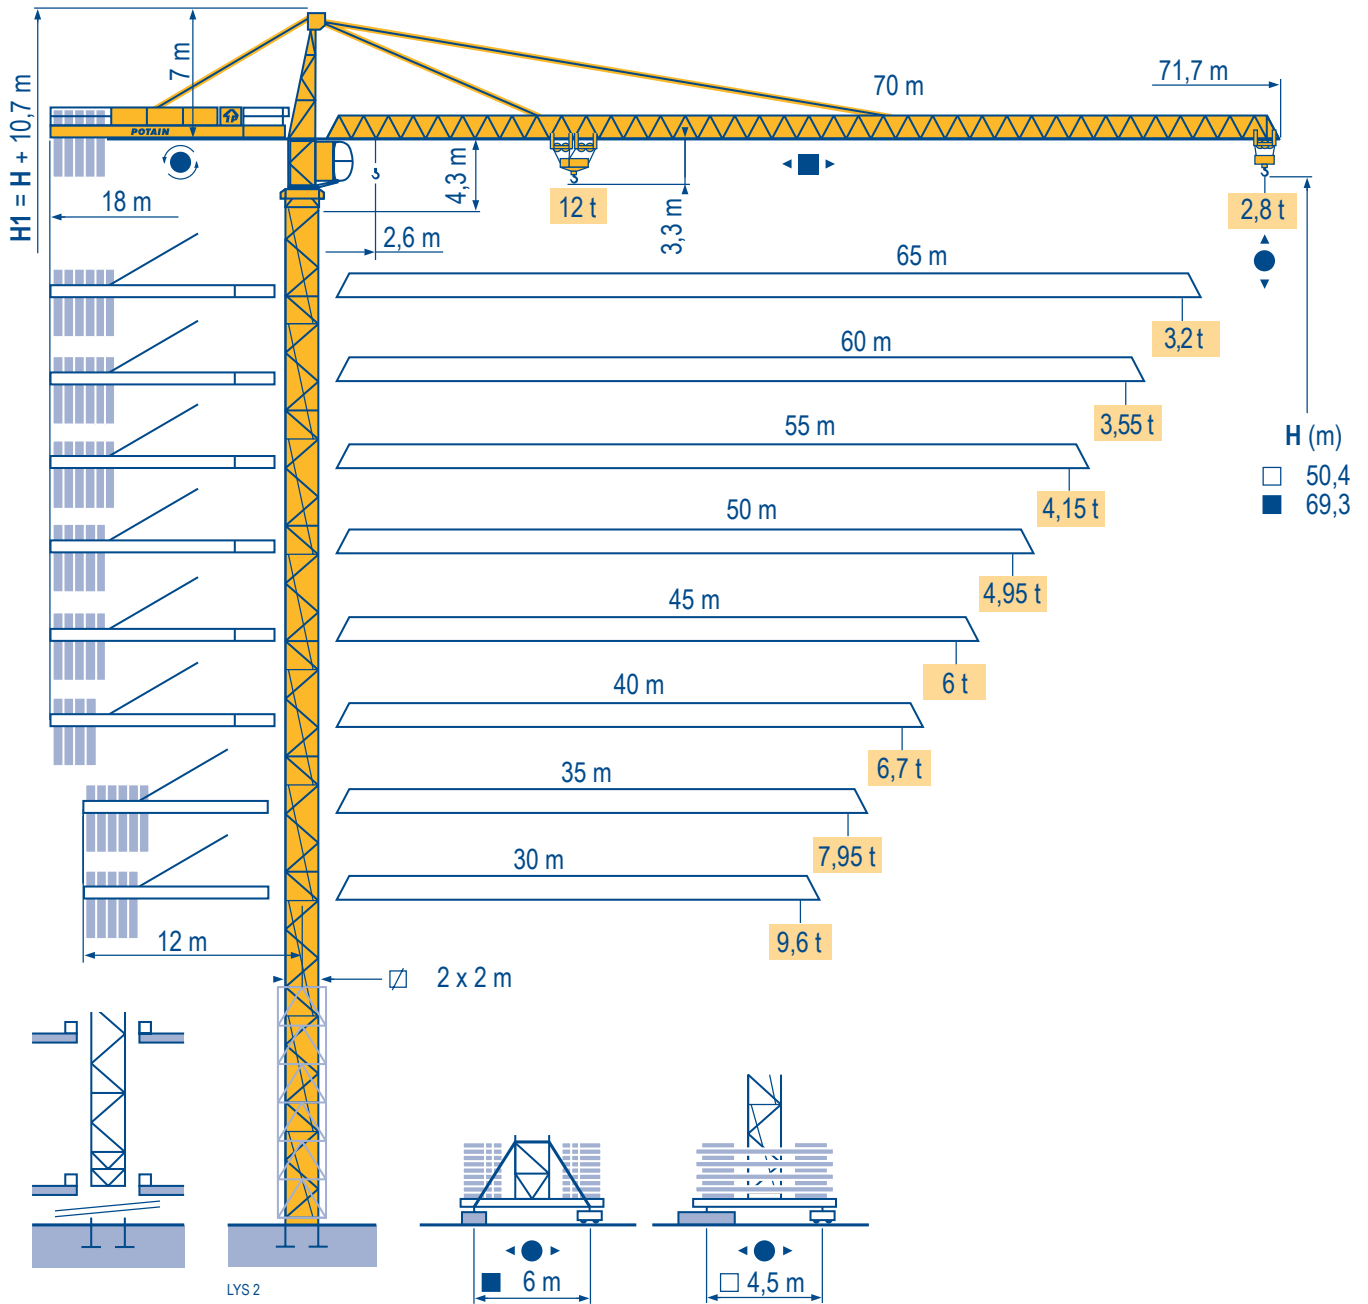 H1 = H + 10,7 m
7 m
70 m
71,7 m
POTAIN
18 m
4,3 m
12 t
3,3 m
2,8 t
2,6 m
65 m
3,2 t
60 m
3,55 t
55 m
4,15 t
H (m)
50,4
69,3
50 m
4,95 t
45 m
6 t
40 m
6,7 t
35 m
7,95 t
30 m
9,6 t
12 m
2 x 2 m
6 m
4,5 m
LYS 2